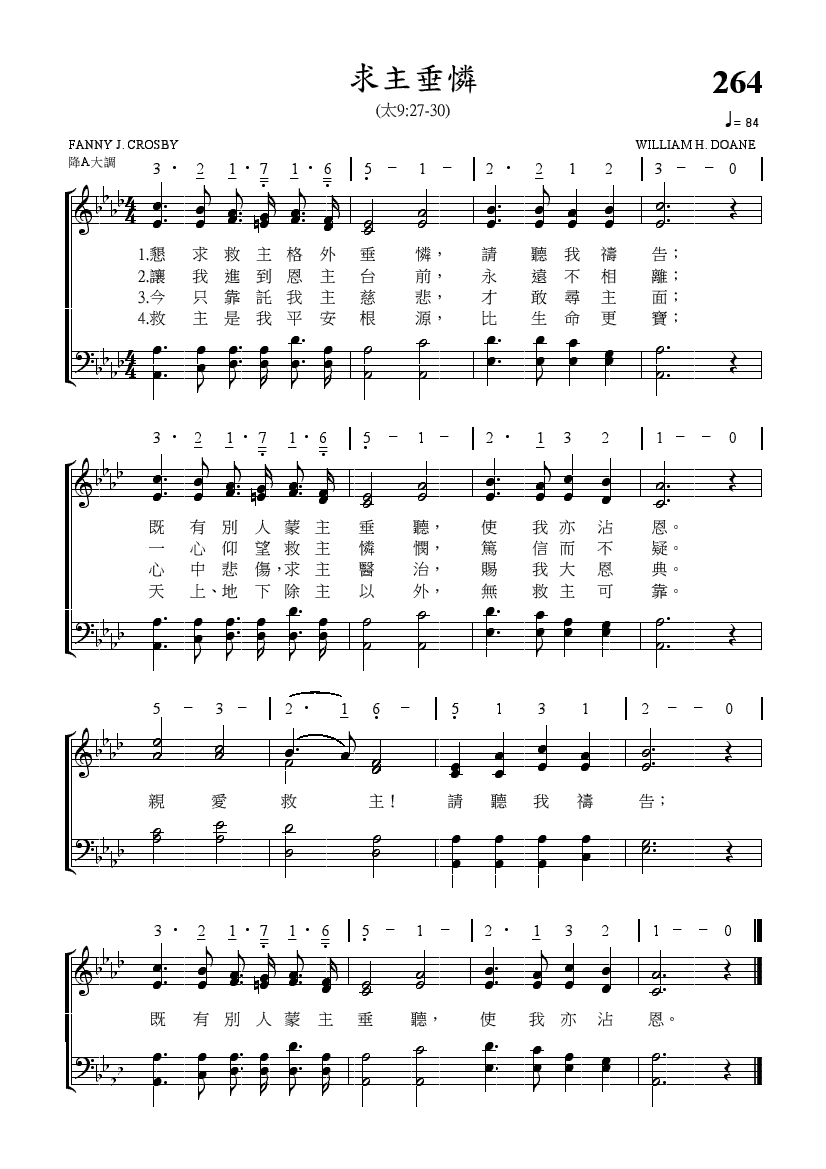 求主垂憐
264
(太9:27-30)
♩= 84
FANNY J. CROSBY
WILLIAM H. DOANE
降A大調
3 · 2 1 · 7 1 · 6 | 5 – 1 – | 2 · 2 1 2 | 3 – – 0 |
1.懇求救主格外垂憐，請聽我禱告；
2.讓我進到恩主台前，永遠不相離；
3.今只靠託我主慈悲，才敢尋主面；
4.救主是我平安根源，比生命更寶；
3 · 2 1 · 7 1 · 6 | 5 – 1 – | 2 · 1 3 2 | 1 – – 0 |
既有別人蒙主垂聽，使我亦沾恩。
一心仰望救主憐憫，篤信而不疑。
心中悲傷，求主醫治，賜我大恩典。
天上、地下除主以外，無救主可靠。
5 – 3 – | 2 · 1 6 – | 5 1 3 1 | 2 – – 0 |
親愛救主！請聽我禱告；
3 · 2 1 · 7 1 · 6 | 5 – 1 – | 2 · 1 3 2 | 1 – – 0
既有別人蒙主垂聽，使我亦沾恩。